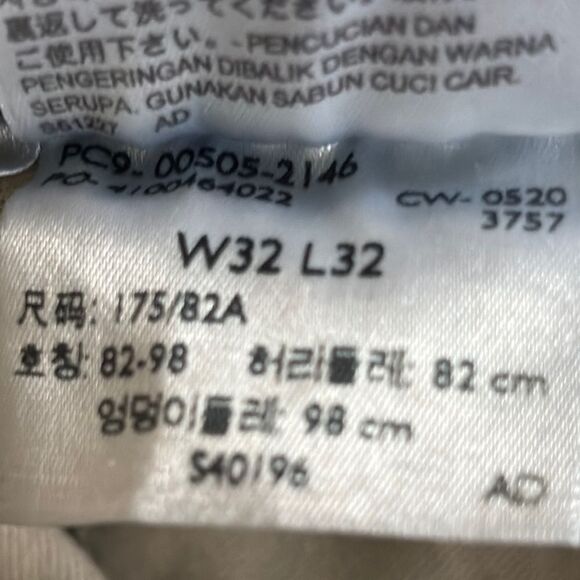 裏返して洗ってくださ
ご使用下さい。-PENCUCIAN DAN
PENGERINGAN DIBALIK DENGAN WARNA
SERUPA. GUNAKAN SABUN CUCI CAIR.
S61227 AD
PC9- 00505-2146
PO- 4100464022
CW- 0520
3757
W32 L32
尺码: 175/82A
호칭: 82-98 허리둘레: 82 cm
엉덩이둘레: 98 cm
S40196
AD